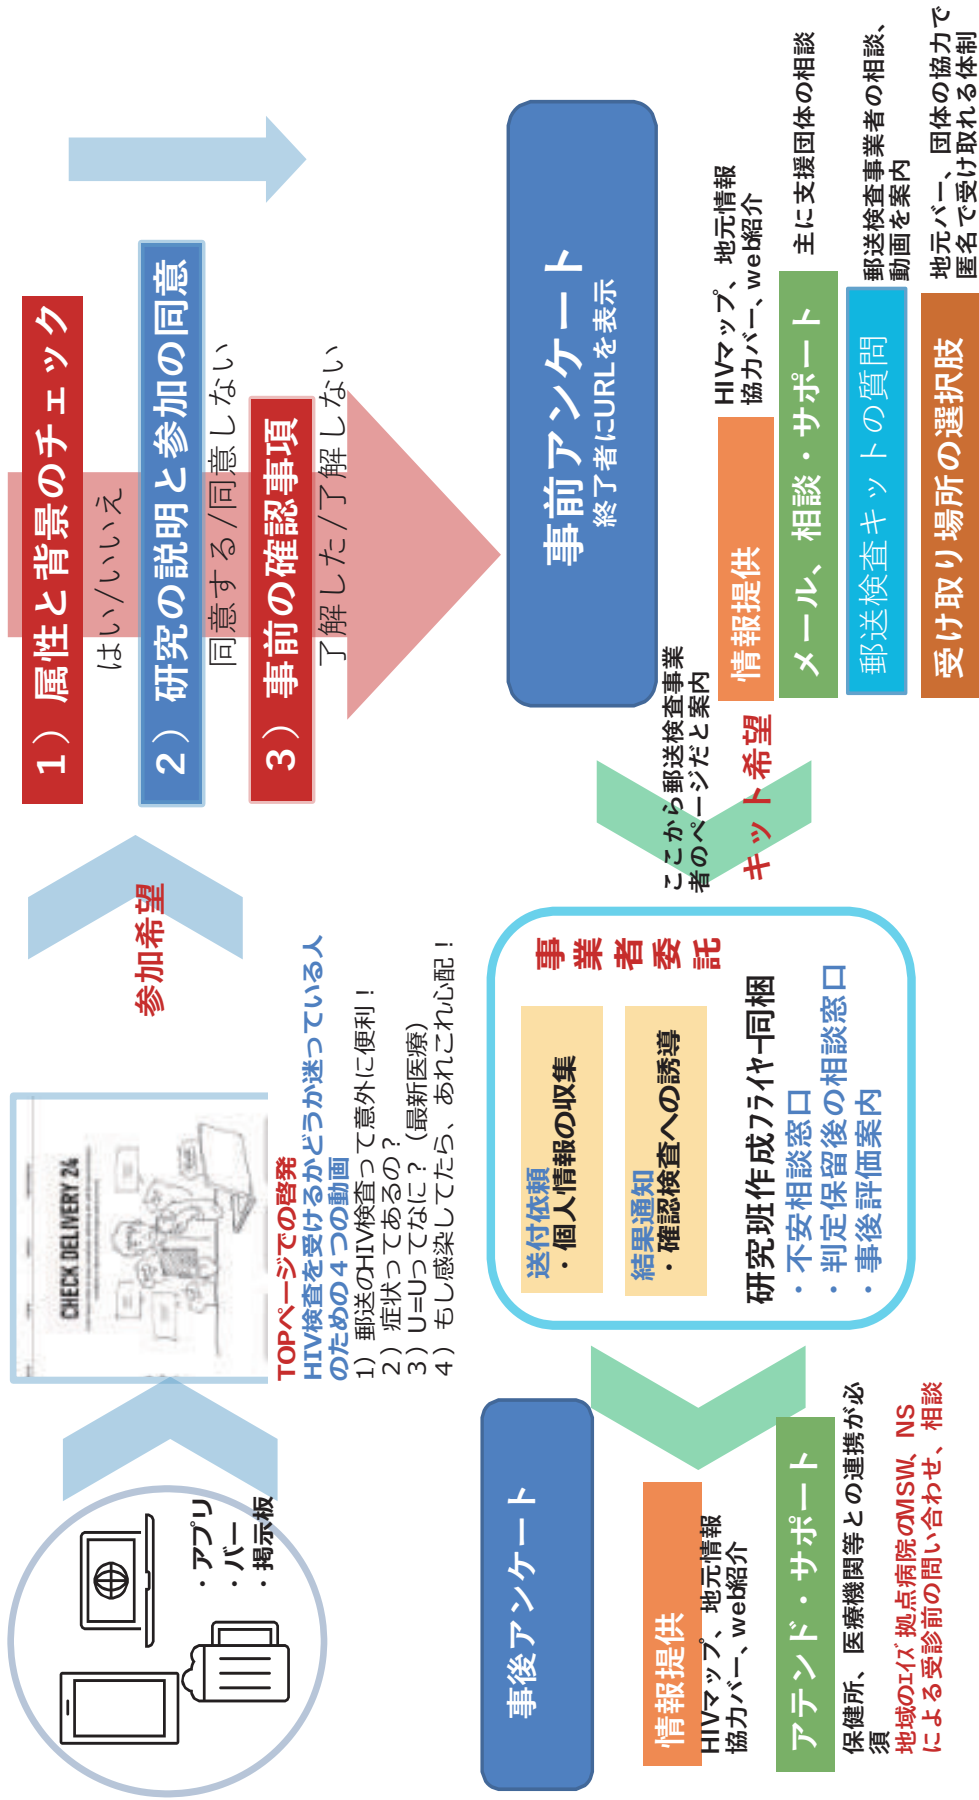 ・アプリ
・バー
・掲示板
CHECK DELIVERY 24
TOPページでの啓発
HIV検査を受けるかどうか迷っている人
のための４つの動画
1）郵送のHIV検査って意外に便利！
2）症状ってあるの？
3）U=Uってなに？（最新医療）
4）もし感染してたら、あれこれ心配！
参加希望
1）属性と背景のチェック
はい/いいえ
2）研究の説明と参加の同意
同意する/同意しない
3）事前の確認事項
了解した/了解しない
事前アンケート
終了者にURLを表示
情報提供
HIVマップ、地元情報
協力バー、web紹介
メール、相談・サポート
主に支援団体の相談
郵送検査キットの質問
郵送検査事業者の相談、
動画を案内
受け取り場所の選択肢
地元バー、団体の協力で
匿名で受け取れる体制
ここから郵送検査事業
者のページだと案内
キット希望
事業者委託
送付依頼
・個人情報の収集
結果通知
・確認検査への誘導
研究班作成フライヤー同梱
・不安相談窓口
・判定保留後の相談窓口
・事後評価案内
事後アンケート
情報提供
HIVマップ、地元情報
協力バー、web紹介
アテンド・サポート
保健所、医療機関等との連携が必
須
地域のエイズ拠点病院のMSW、NS
による受診前の問い合わせ、相談